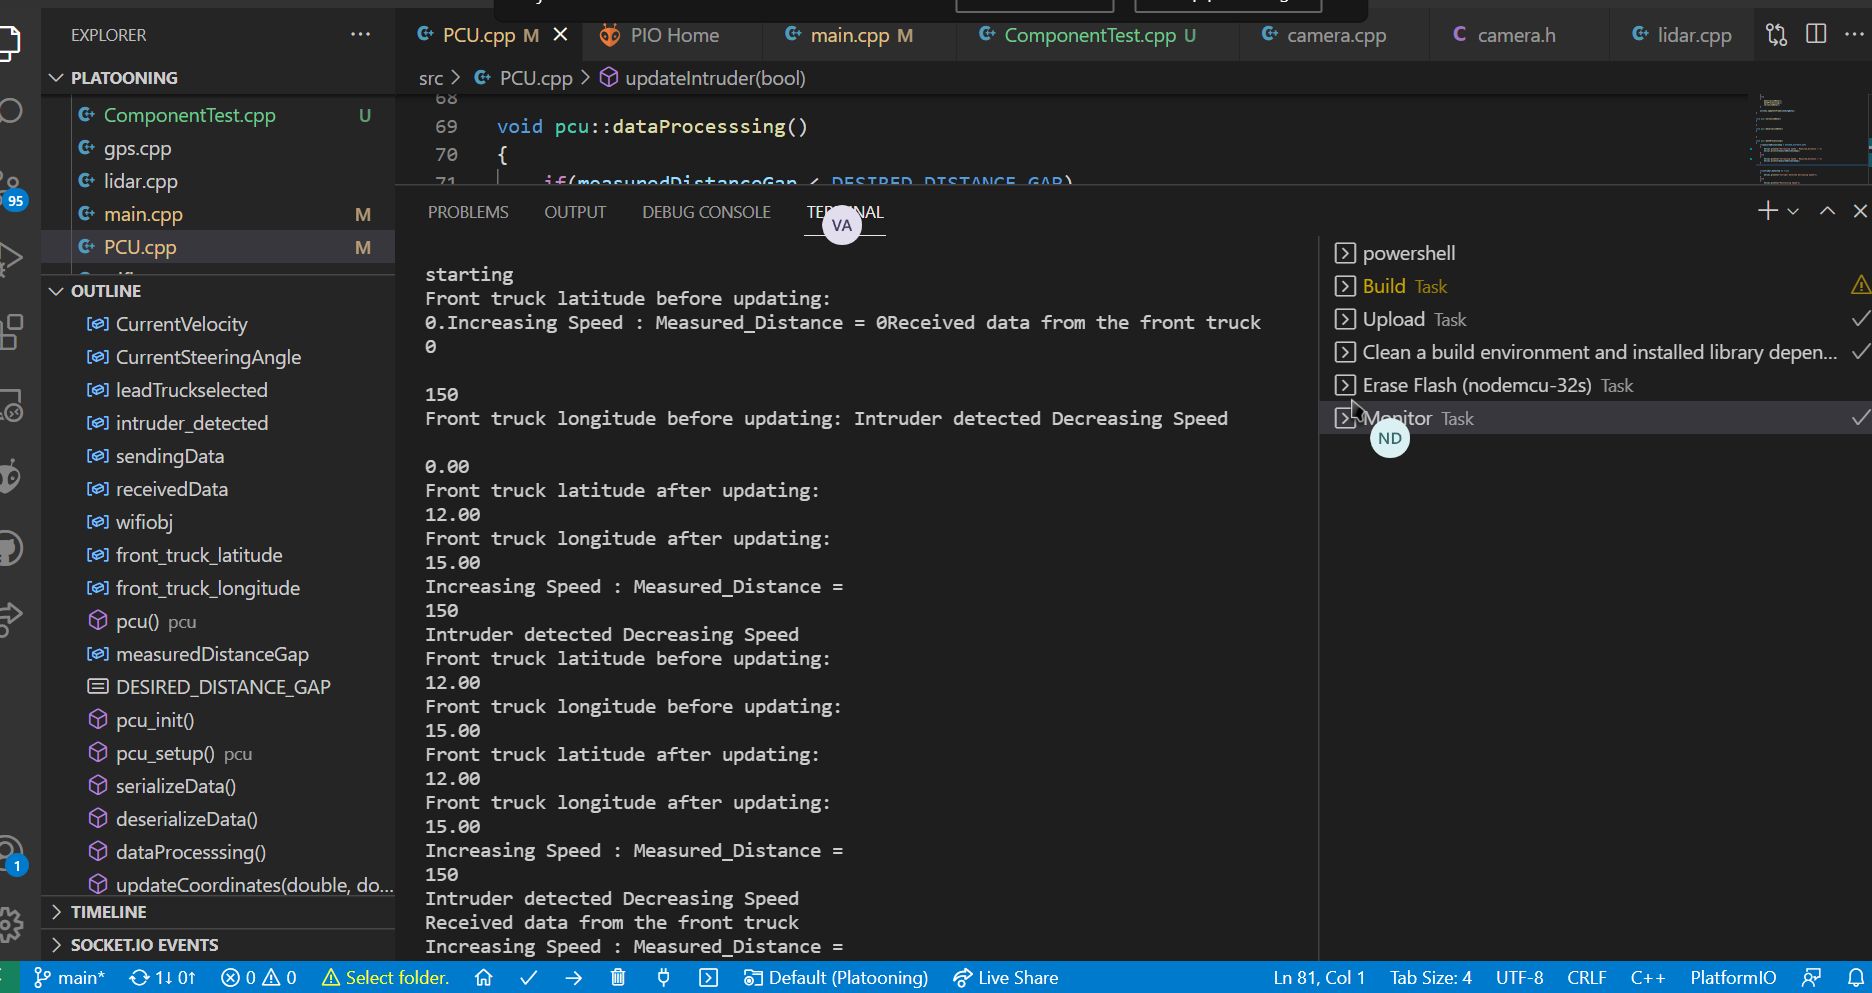 EXPLORER
PCU.cpp M
PIO Home
main.cpp M
ComponentTest.cpp U
camera.cpp
C camera.h
lidar.cpp
PLATOONING
src > PCU.cpp > updateIntruder(bool)
ComponentTest.cpp U
gps.cpp
lidar.cpp
main.cpp M
PCU.cpp M
68
69 void pcu::dataProcesssing()
70 {
71 if(measuredDistanceGap < DESIRED_DISTANCE_GAP)
95
OUTLINE
CurrentVelocity
CurrentSteeringAngle
leadTruckselected
intruder_detected
sendingData
receivedData
wifiobj
front_truck_latitude
front_truck_longitude
pcu() pcu
measuredDistanceGap
DESIRED_DISTANCE_GAP
pcu_init()
pcu_setup() pcu
serializeData()
deserializeData()
dataProcesssing()
updateCoordinates(double, do...
TIMELINE
SOCKET.IO EVENTS
1
PROBLEMS
OUTPUT
DEBUG CONSOLE
TERMINAL
VA
starting
Front truck latitude before updating:
0.Increasing Speed : Measured_Distance = 0Received data from the front truck
0
150
Front truck longitude before updating: Intruder detected Decreasing Speed
0.00
Front truck latitude after updating:
12.00
Front truck longitude after updating:
15.00
Increasing Speed : Measured_Distance =
150
Intruder detected Decreasing Speed
Front truck latitude before updating:
12.00
Front truck longitude before updating:
15.00
Front truck latitude after updating:
12.00
Front truck longitude after updating:
15.00
Increasing Speed : Measured_Distance =
150
Intruder detected Decreasing Speed
Received data from the front truck
Increasing Speed : Measured_Distance =
powershell
Build Task
Upload Task
Clean a build environment and installed library depen...
Erase Flash (nodemcu-32s) Task
Monitor Task
ND
main* 1↓ 0↑ 0 0 Select folder. Default (Platooning) Live Share Ln 81, Col 1 Tab Size: 4 UTF-8 CRLF C++ PlatformIO